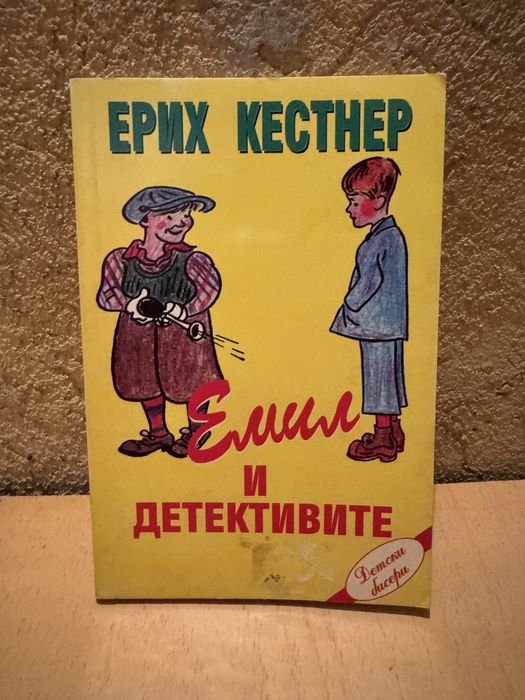 ЕРИХ КЕСТНЕР
Емил
И
ДЕТЕКТИВИТЕ
Детски
бисери